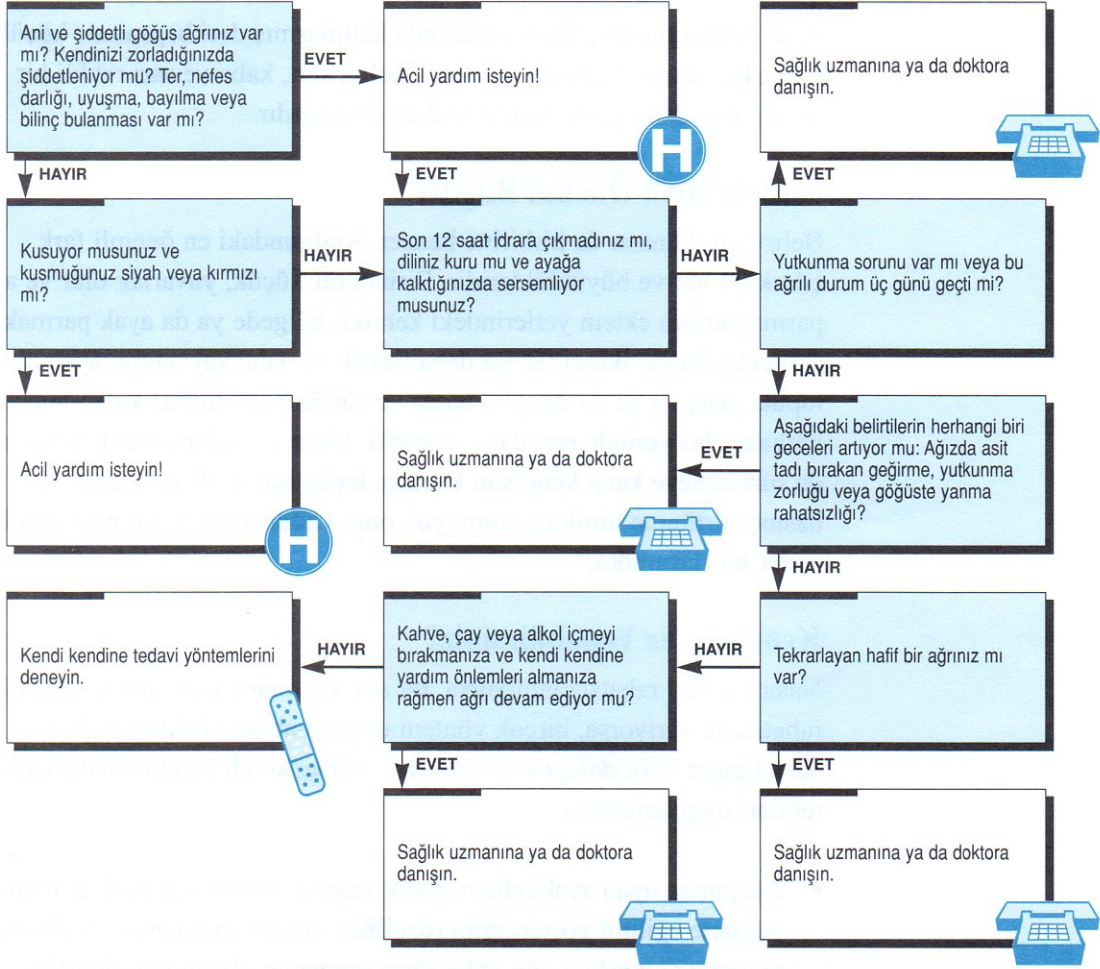 Ani ve şiddetli göğüs ağrınız var
mı? Kendinizi zorladığınızda
şiddetleniyor mu? Ter, nefes
darlığı, uyuşma, bayılma veya
bilinç bulanması var mı?
EVET
Acil yardım isteyin!
H
Sağlık uzmanına ya da doktora
danışın.
HAYIR
EVET
EVET
Kusuyor musunuz ve
kusmuğunuz siyah veya kırmızı
mı?
HAYIR
Son 12 saat idrara çıkmadınız mı,
diliniz kuru mu ve ayağa
kalktığınızda sersemliyor
musunuz?
HAYIR
Yutkunma sorunu var mı veya bu
ağrılı durum üç günü geçti mi?
EVET
HAYIR
Acil yardım isteyin!
H
Sağlık uzmanına ya da doktora
danışın.
EVET
Aşağıdaki belirtilerin herhangi biri
geceleri artıyor mu: Ağızda asit
tadı bırakan geğirme, yutkunma
zorluğu veya göğüste yanma
rahatsızlığı?
HAYIR
Kendi kendine tedavi yöntemlerini
deneyin.
HAYIR
Kahve, çay veya alkol içmeyi
bırakmanıza ve kendi kendine
yardım önlemleri almanıza
rağmen ağrı devam ediyor mu?
HAYIR
Tekrarlayan hafif bir ağrınız mı
var?
EVET
EVET
Sağlık uzmanına ya da doktora
danışın.
Sağlık uzmanına ya da doktora
danışın.